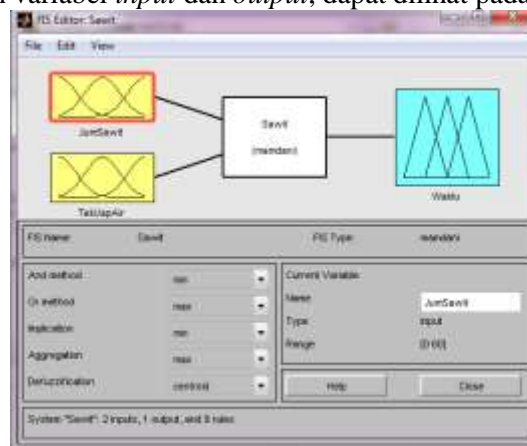 variabel input dan output, dapat dilihat pada
FIS Editor: Sawit
File Edit View
JumSawit
Sawit
(mamdani)
TekUapAir
Waktu
FIS Name: Sawit FIS Type: mamdani
And method min
Or method max
Implication min
Aggregation max
Defuzzification centroid
Current Variable
Name JumSawit
Type input
Range [0 60]
Help Close
System "Sawit": 2 inputs, 1 output, and 9 rules